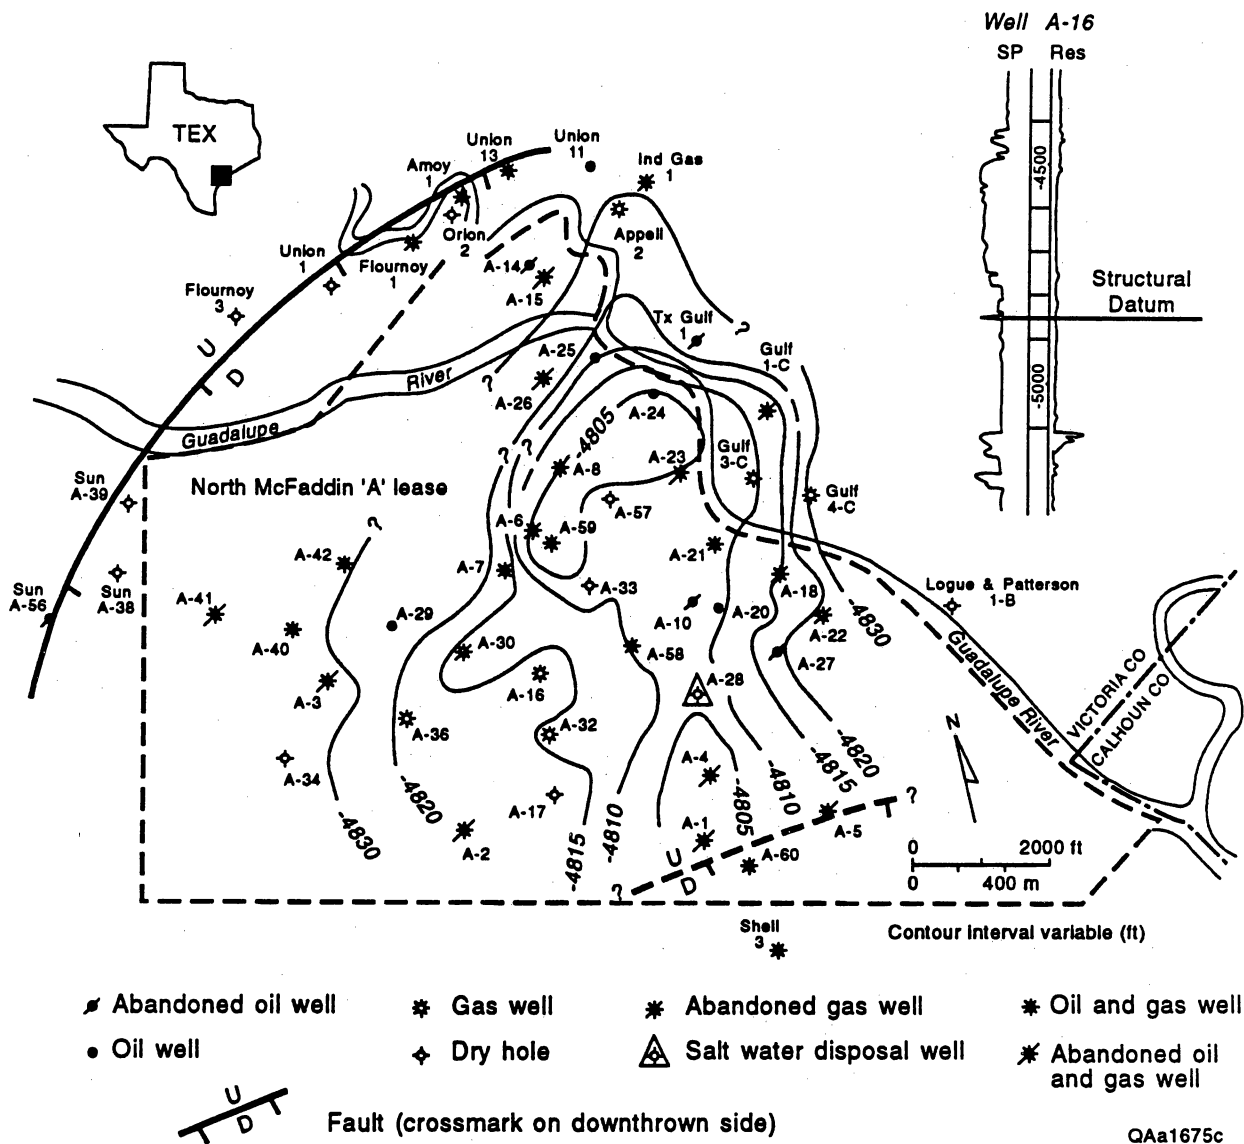 Well A-16
SP Res
TEX
-4500
-5000
Structural
Datum
Union
11
Union
13
Ind Gas
1
Amoy
1
Orion
2
Appell
2
Union
1
Flournoy
1
Flournoy
3
A-14
A-15
Tx Gulf
1
?
U
D
A-25
Gulf
1-C
River
?
A-26
A-24
Guadalupe
-4805
?
?
A-8
A-23
Gulf
3-C
Sun
A-39
North McFaddin 'A' lease
A-57
Gulf
4-C
?
A-6
A-59
A-42
A-7
A-21
Sun
A-38
Sun
A-56
A-41
A-29
A-33
A-18
Logue & Patterson
1-B
A-10
A-20
A-22
-4830
A-40
A-30
A-58
A-27
Guadalupe River
A-3
A-16
A-28
VICTORIA CO
CALHOUN CO
A-36
A-32
N
A-34
A-4
-4820
-4815
-4810
-4805
A-17
-4830
-4820
A-2
-4815
-4810
A-1
A-5
?
U
D
A-60
?
0 2000 ft
0 400 m
Shell
3
Contour interval variable (ft)
Abandoned oil well
Gas well
Abandoned gas well
Oil and gas well
Oil well
Dry hole
Salt water disposal well
Abandoned oil
and gas well
U
D
Fault (crossmark on downthrown side)
QAa1675c